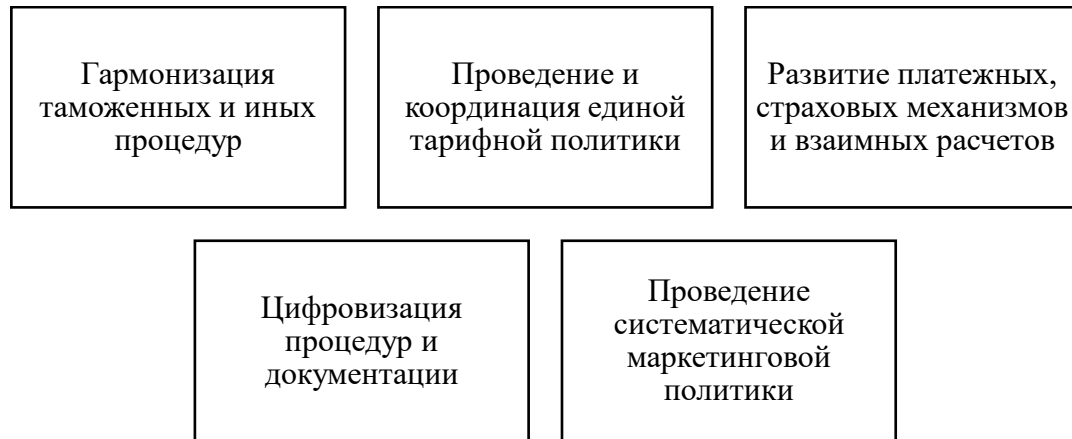 Гармонизация
таможенных и иных
процедур
Проведение и
координация единой
тарифной политики
Развитие платежных,
страховых механизмов
и взаимных расчетов
Цифровизация
процедур и
документации
Проведение
систематической
маркетинговой
политики